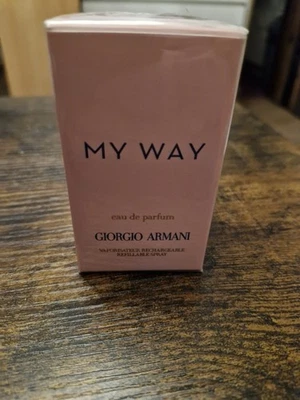 MY WAY
eau de parfum
GIORGIO ARMANI
VAPORISATEUR RECHARGEABLE
REFILLABLE SPRAY